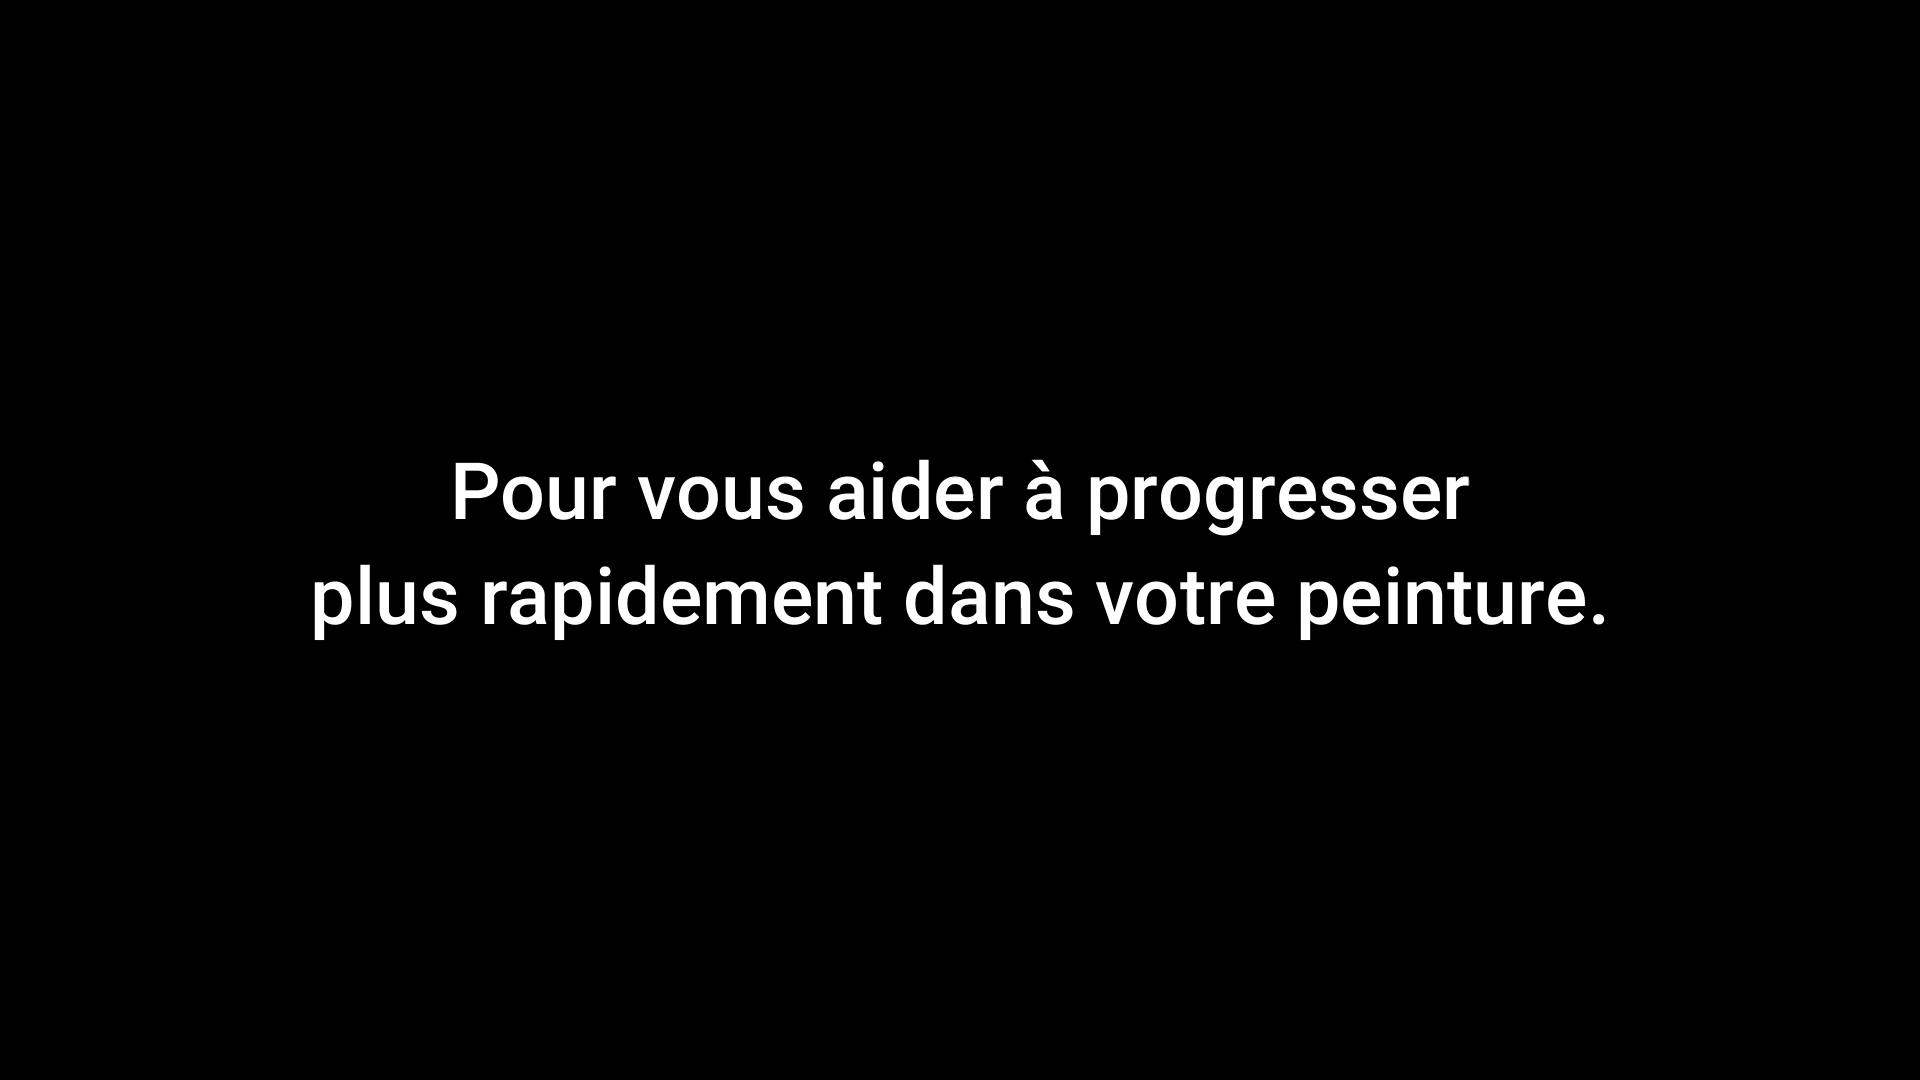 Pour vous aider à progresser
plus rapidement dans votre peinture.